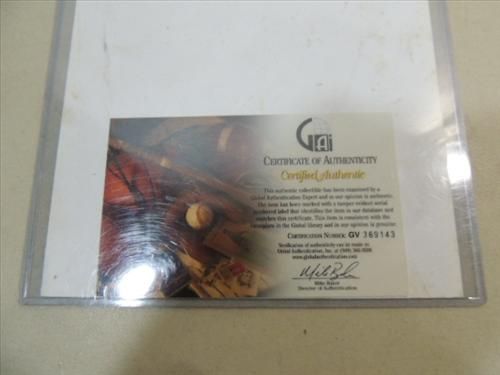 GAi
CERTIFICATE OF AUTHENTICITY
Certified Authentic
This authentic collectible has been examined by a
Global Authentication Expert and in our opinion is authentic.
The item has been marked with a tamper evident serial
numbered label that identifies the item in our database and
matches this certificate. This item is consistent with the
exemplars in the Global library and in our opinion is genuine.
CERTIFICATION NUMBER: GV 369143
Verification of authenticity can be made to
Global Authentication, Inc. at (949)
www.globalauthentication.com
Mike Baker
Director of Authentication